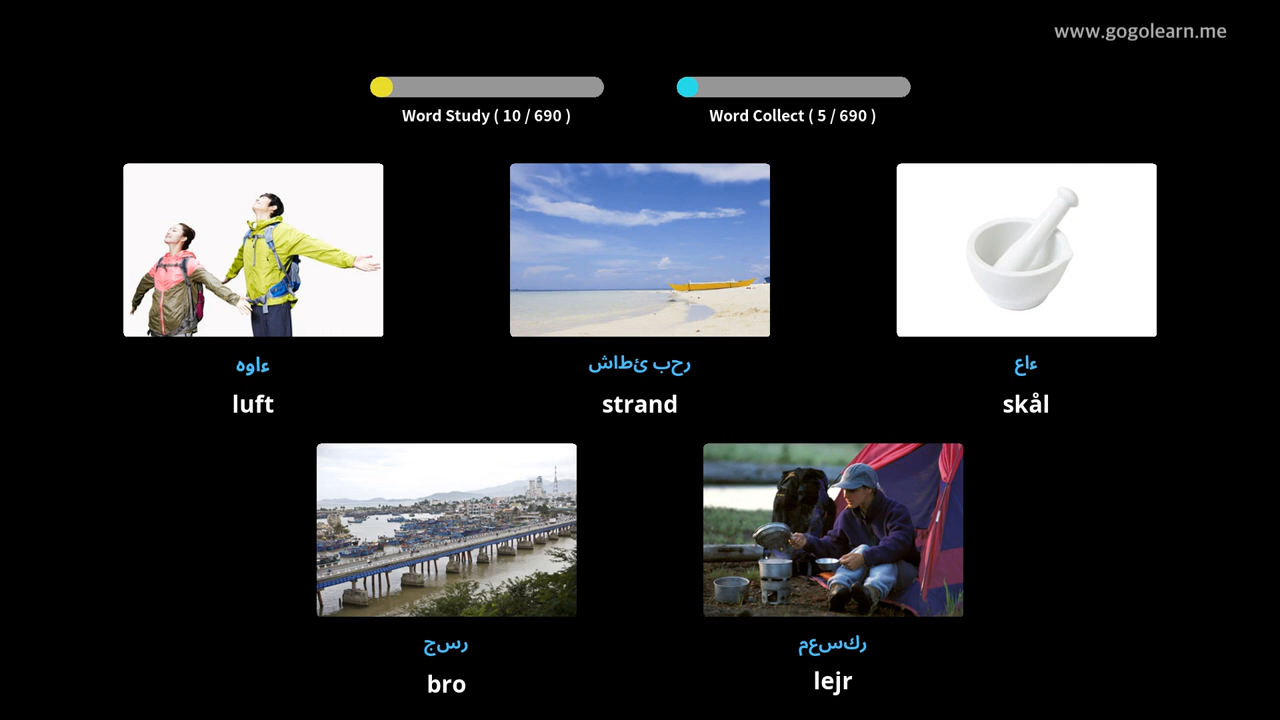 www.gogolearn.me
Word Study ( 10 / 690 )
Word Collect ( 5 / 690 )
ءاوه
luft
رحب ئطاش
strand
ءاع
skål
رسج
bro
ركسعم
lejr